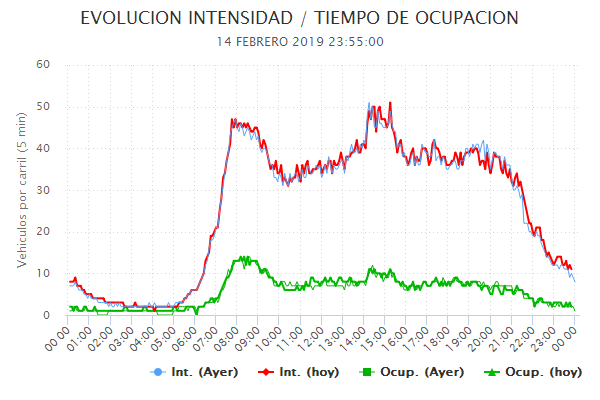 EVOLUCION INTENSIDAD / TIEMPO DE OCUPACION
14 FEBRERO 2019 23:55:00
Vehículos por carril (5 min)
60
50
40
30
20
10
0
00:00 01:00 02:00 03:00 04:00 05:00 06:00 07:00 08:00 09:00 10:00 11:00 12:00 13:00 14:00 15:00 16:00 17:00 18:00 19:00 20:00 21:00 22:00 23:00 00:00
Int. (Ayer) Int. (hoy) Ocup. (Ayer) Ocup. (hoy)